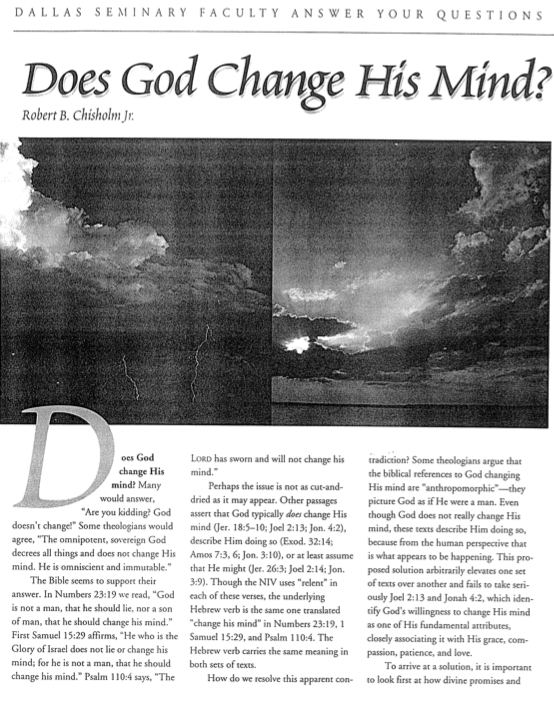 DALLAS SEMINARY FACULTY ANSWER YOUR QUESTIONS
Does God Change His Mind?
Robert B. Chisholm Jr.
Does God
change His
mind? Many
would answer,
"Are you kidding? God
doesn't change!" Some theologians would
agree, "The omnipotent, sovereign God
decrees all things and does not change His
mind. He is omniscient and immutable."
The Bible seems to support their
answer. In Numbers 23:19 we read, "God
is not a man, that he should lie, nor a son
of man, that he should change his mind."
First Samuel 15:29 affirms, "He who is the
Glory of Israel does not lie or change his
mind; for he is not a man, that he should
change his mind." Psalm 110:4 says, "The
LORD has sworn and will not change his
mind."
Perhaps the issue is not as cut-and-
dried as it may appear. Other passages
assert that God typically does change His
mind (Jer. 18:5–10; Joel 2:13; Jon. 4:2),
describe Him doing so (Exod. 32:14;
Amos 7:3, 6; Jon. 3:10), or at least assume
that He might (Jer. 26:3; Joel 2:14; Jon.
3:9). Though the NIV uses "relent" in
each of these verses, the underlying
Hebrew verb is the same one translated
"change his mind" in Numbers 23:19, 1
Samuel 15:29, and Psalm 110:4. The
Hebrew verb carries the same meaning in
both sets of texts.
How do we resolve this apparent con-
tradiction? Some theologians argue that
the biblical references to God changing
His mind are "anthropomorphic"—they
picture God as if He were a man. Even
though God does not really change His
mind, these texts describe Him doing so,
because from the human perspective that
is what appears to be happening. This pro-
posed solution arbitrarily elevates one set
of texts over another and fails to take seri-
ously Joel 2:13 and Jonah 4:2, which iden-
tify God's willingness to change His Mind
as one of His fundamental attributes,
closely associating it with His grace, com-
passion, patience, and love.
To arrive at a solution, it is important
to look first at how divine promises and